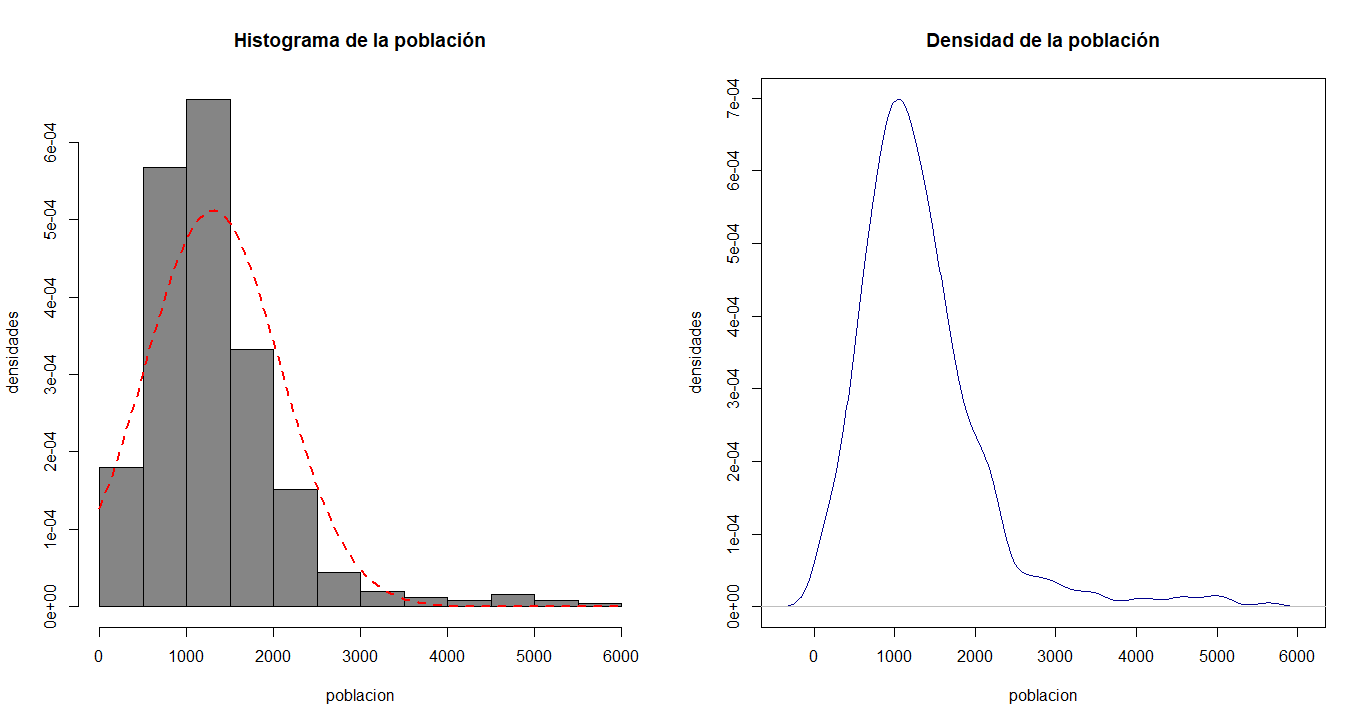 Histograma de la población
densidades
6e-04
5e-04
4e-04
3e-04
2e-04
1e-04
0e+00
0 1000 2000 3000 4000 5000 6000
poblacion
Densidad de la población
densidades
7e-04
6e-04
5e-04
4e-04
3e-04
2e-04
1e-04
0e+00
0 1000 2000 3000 4000 5000 6000
poblacion